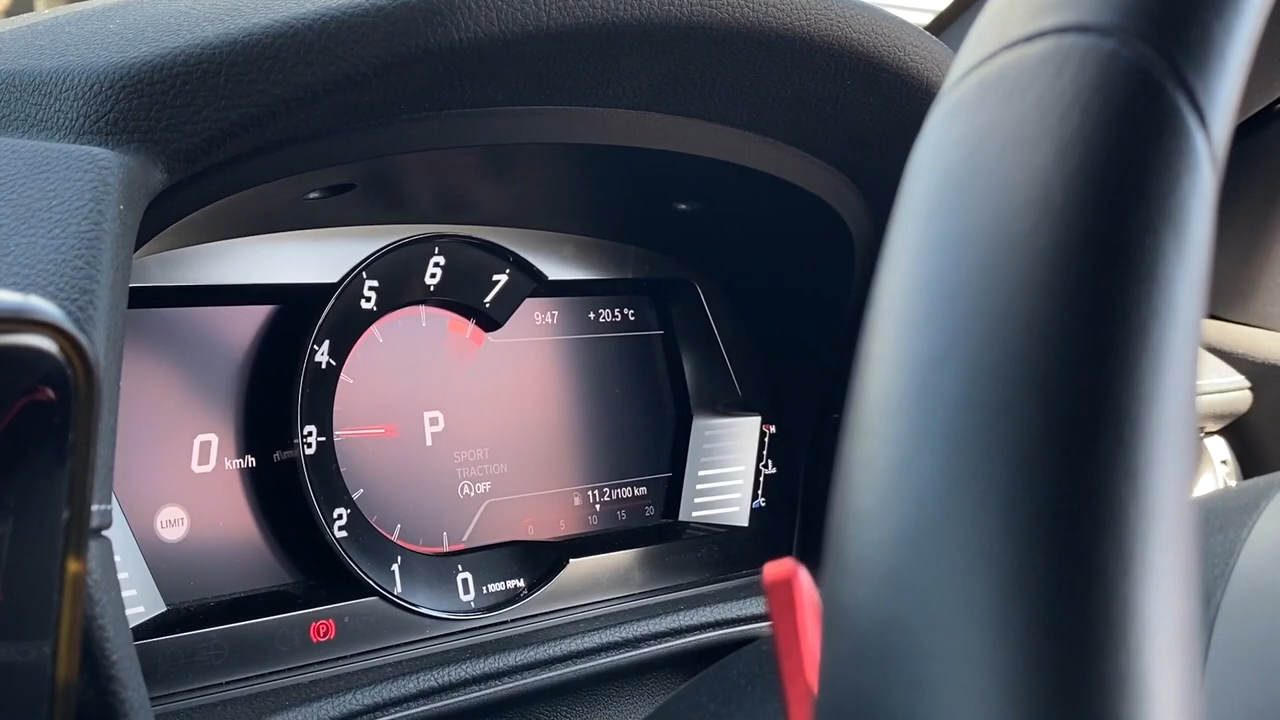 7
6
5
4
3
2
1
0
x 1000 RPM
9:47
+ 20.5 °c
P
0 km/h
SPORT
TRACTION
A OFF
LIMIT
11.2 l/100 km
0 5 10 15 20
H
C
P